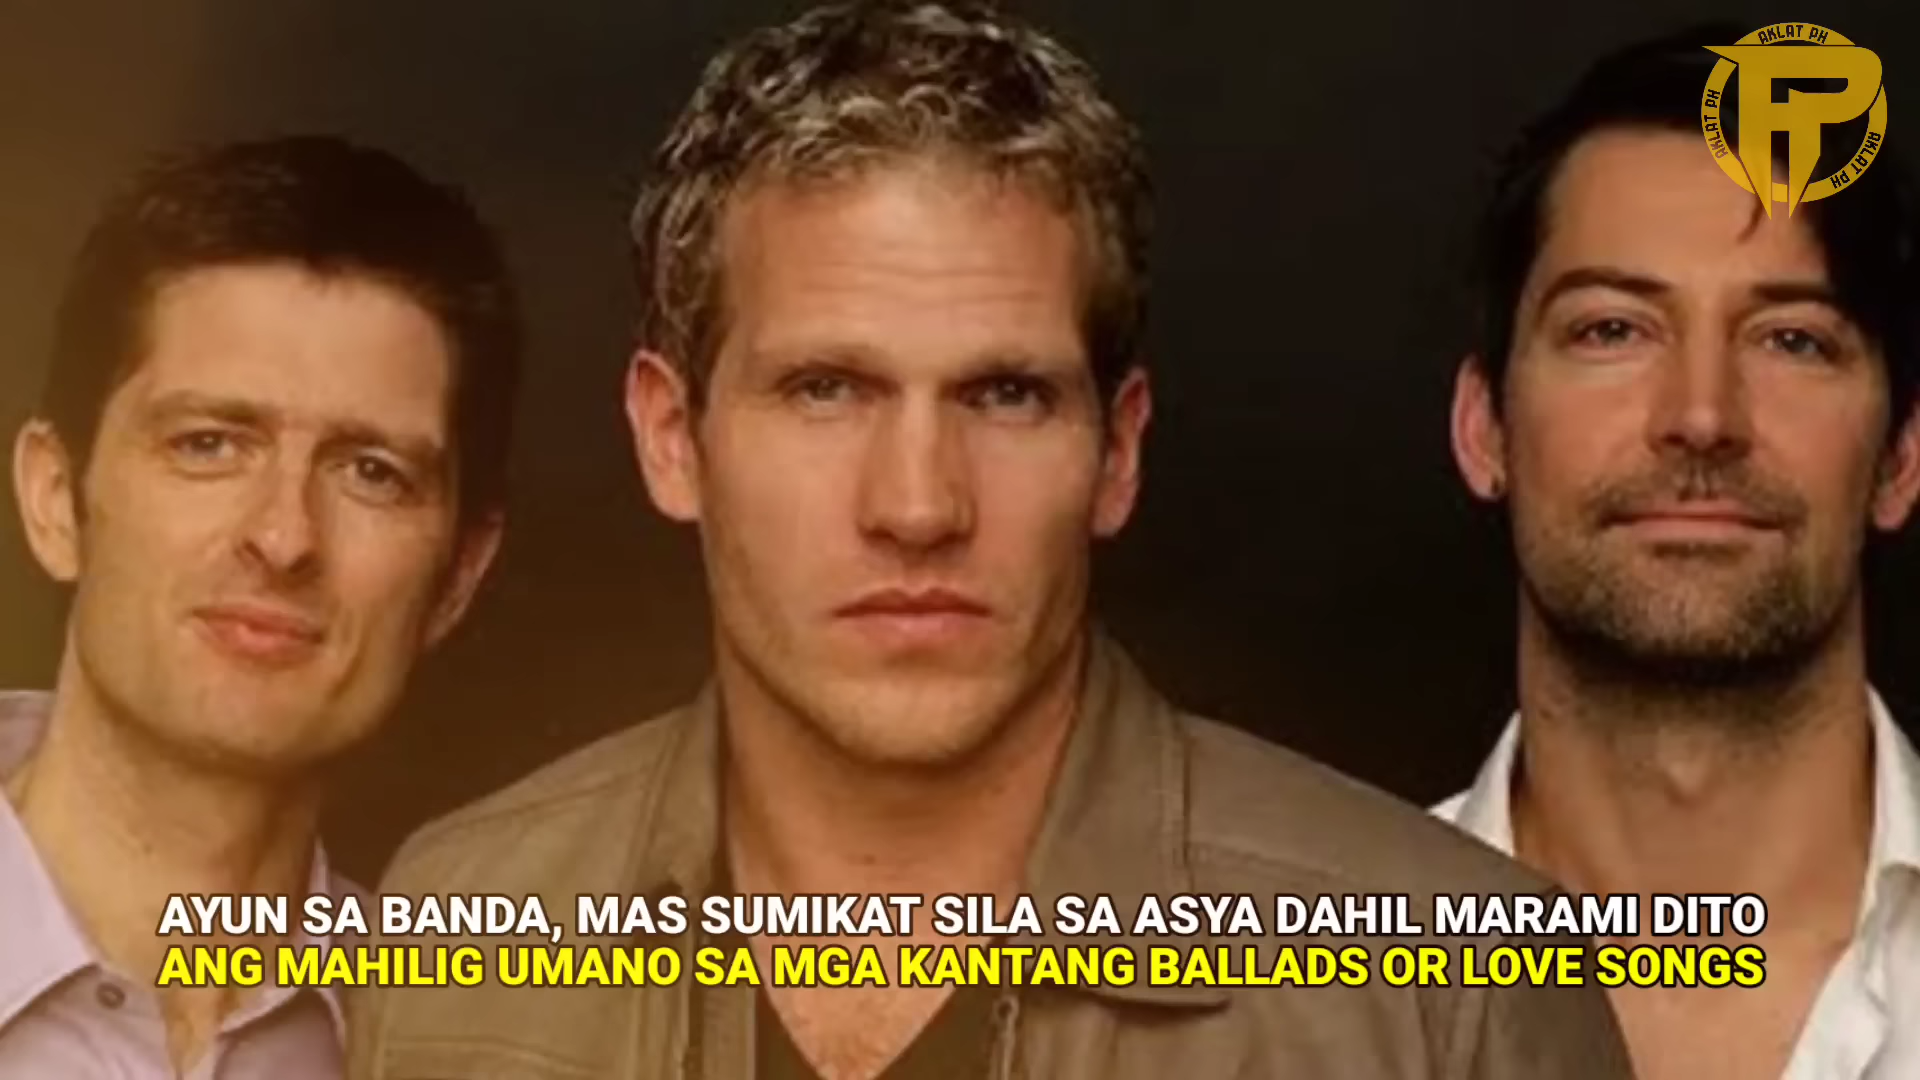 AKLAT PH
AKLAT PH
AKLAT PH
AYUN SA BANDA, MAS SUMIKAT SILA SA ASYA DAHIL MARAMI DITO
ANG MAHILIG UMANO SA MGA KANTANG BALLADS OR LOVE SONGS